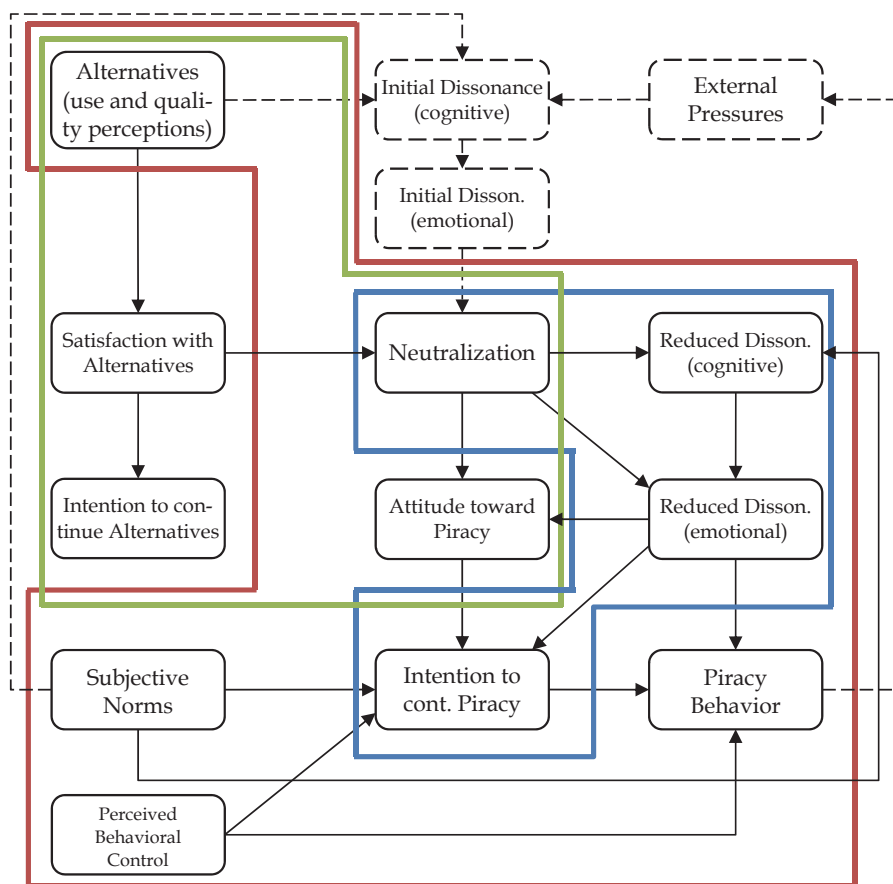 Alternatives
(use and quali-
ty perceptions)
Initial Dissonance
(cognitive)
External
Pressures
Initial Disson.
(emotional)
Satisfaction with
Alternatives
Neutralization
Reduced Disson.
(cognitive)
Intention to con-
tinue Alternatives
Attitude toward
Piracy
Reduced Disson.
(emotional)
Subjective
Norms
Intention to
cont. Piracy
Piracy
Behavior
Perceived
Behavioral
Control